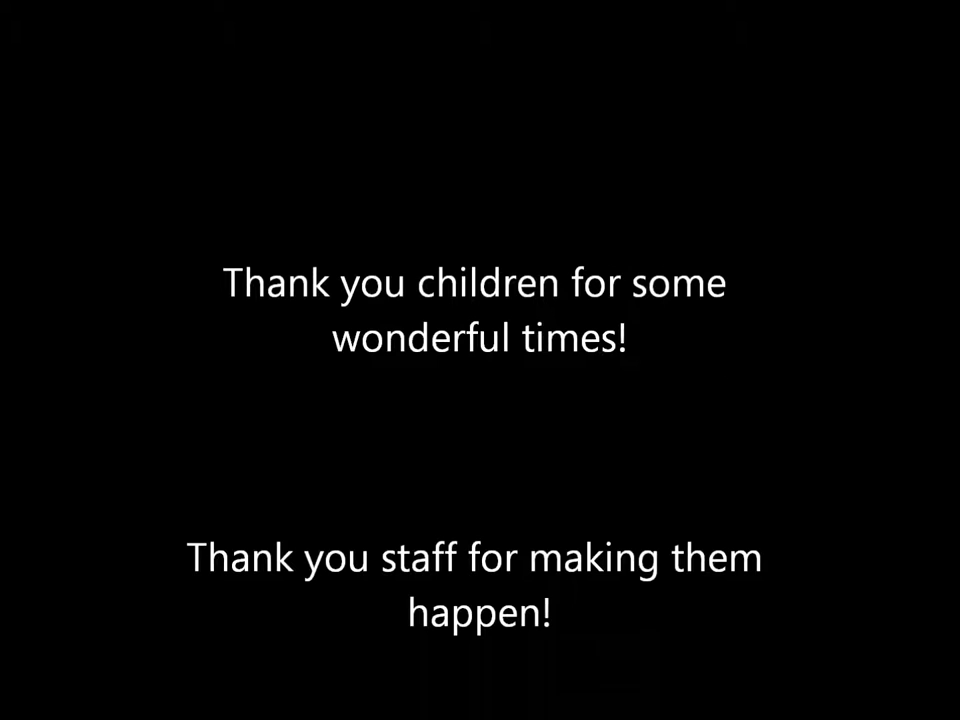 Thank you children for some
wonderful times!
Thank you staff for making them
happen!